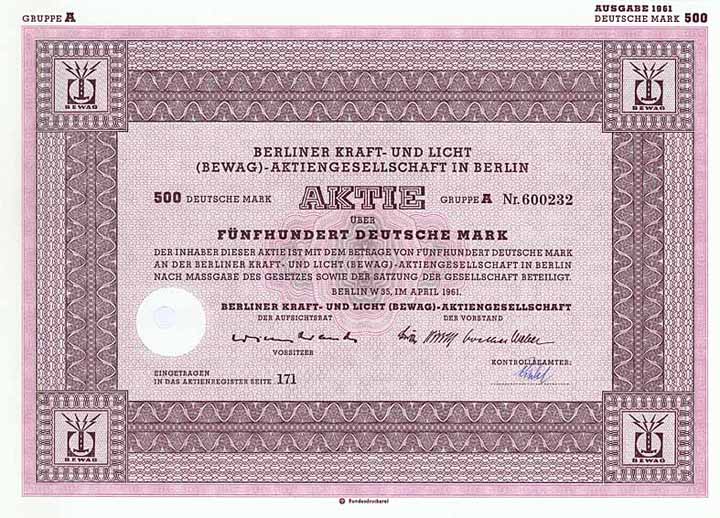 GRUPPE A
AUSGABE 1961
DEUTSCHE MARK 500
BEWAG
BEWAG
BERLINER KRAFT- UND LICHT
(BEWAG)-AKTIENGESELLSCHAFT IN BERLIN
500 DEUTSCHE MARK AKTIE GRUPPE A Nr. 600232
ÜBER
FÜNFHUNDERT DEUTSCHE MARK
DER INHABER DIESER AKTIE IST MIT DEM BETRAGE VON FÜNFHUNDERT DEUTSCHE MARK
AN DER BERLINER KRAFT- UND LICHT (BEWAG)-AKTIENGESELLSCHAFT IN BERLIN
NACH MASSGABE DES GESETZES SOWIE DER SATZUNG DER GESELLSCHAFT BETEILIGT.
BERLIN W 35, IM APRIL 1961.
BERLINER KRAFT- UND LICHT (BEWAG)-AKTIENGESELLSCHAFT
DER AUFSICHTSRAT DER VORSTAND
VORSITZER
KONTROLLBEAMTER:
EINGETRAGEN
IN DAS AKTIENREGISTER SEITE 171
BEWAG
BEWAG
Bundesdruckerei